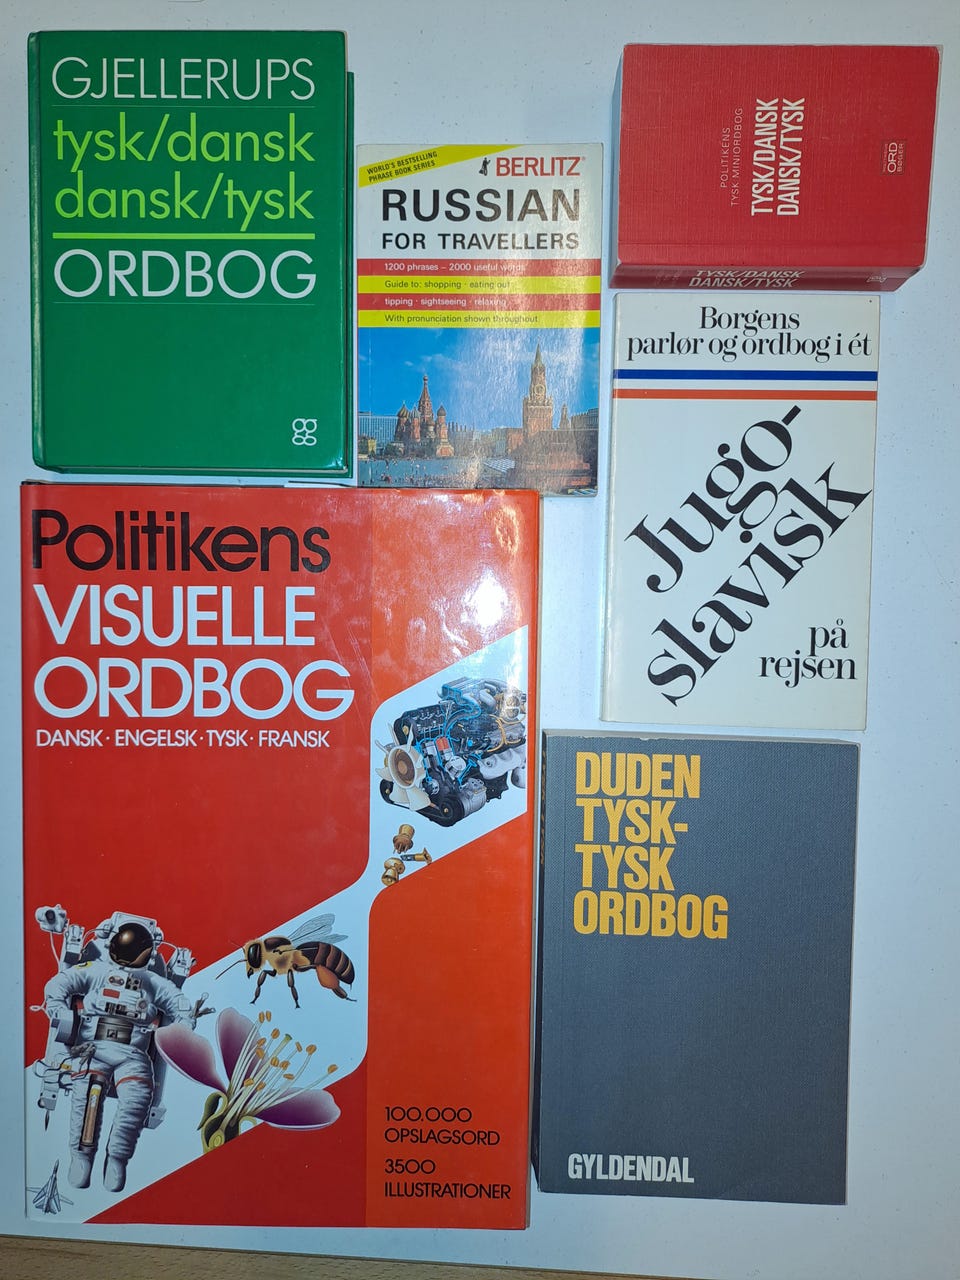 GJELLERUPS
tysk/dansk
dansk/tysk
ORDBOG
gg
gg
WORLD'S BESTSELLING
PHRASE BOOK SERIES
BERLITZ®
RUSSIAN
FOR TRAVELLERS
1200 phrases – 2000 useful words
Guide to: shopping · eating out
tipping · sightseeing · relaxing
With pronunciation shown throughout
POLITIKENS
TYSK MINIORDBOG
TYSK/DANSK
DANSK/TYSK
ORD
BØGER
TYSK/DANSK
DANSK/TYSK
Borgens
parlør og ordbog i ét
Jugo-
slavisk
på
rejsen
Politikens
VISUELLE
ORDBOG
DANSK · ENGELSK · TYSK · FRANSK
100.000
OPSLAGSORD
3500
ILLUSTRATIONER
DUDEN
TYSK-
TYSK
ORDBOG
GYLDENDAL